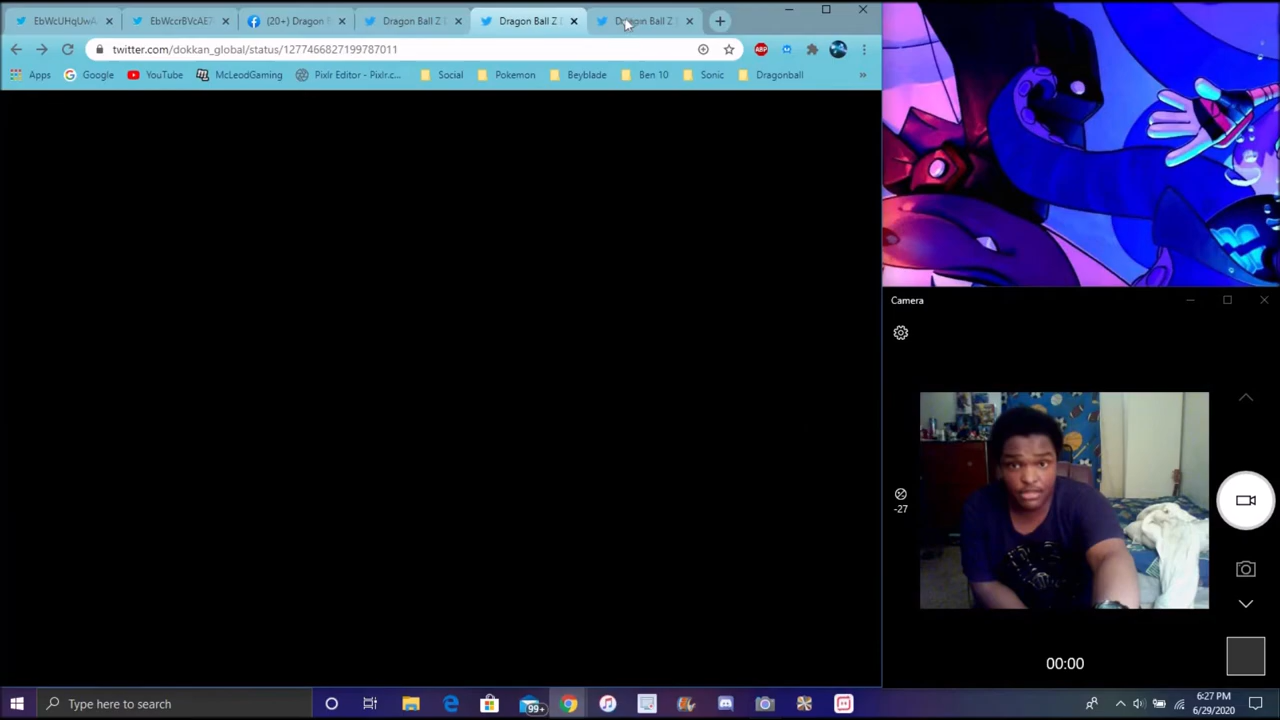 EbWcUHqUwA
EbWccrBVcAE7
(20+) Dragon B
Dragon Ball Z D
Dragon Ball Z D
Dragon Ball Z
twitter.com/dokkan_global/status/1277466827199787011
ABP
Apps
Google
YouTube
McLeodGaming
Pixlr Editor - Pixlr.c...
Social
Pokemon
Beyblade
Ben 10
Sonic
Dragonball
»
Camera
-27
00:00
Type here to search
99+
6:27 PM
6/29/2020